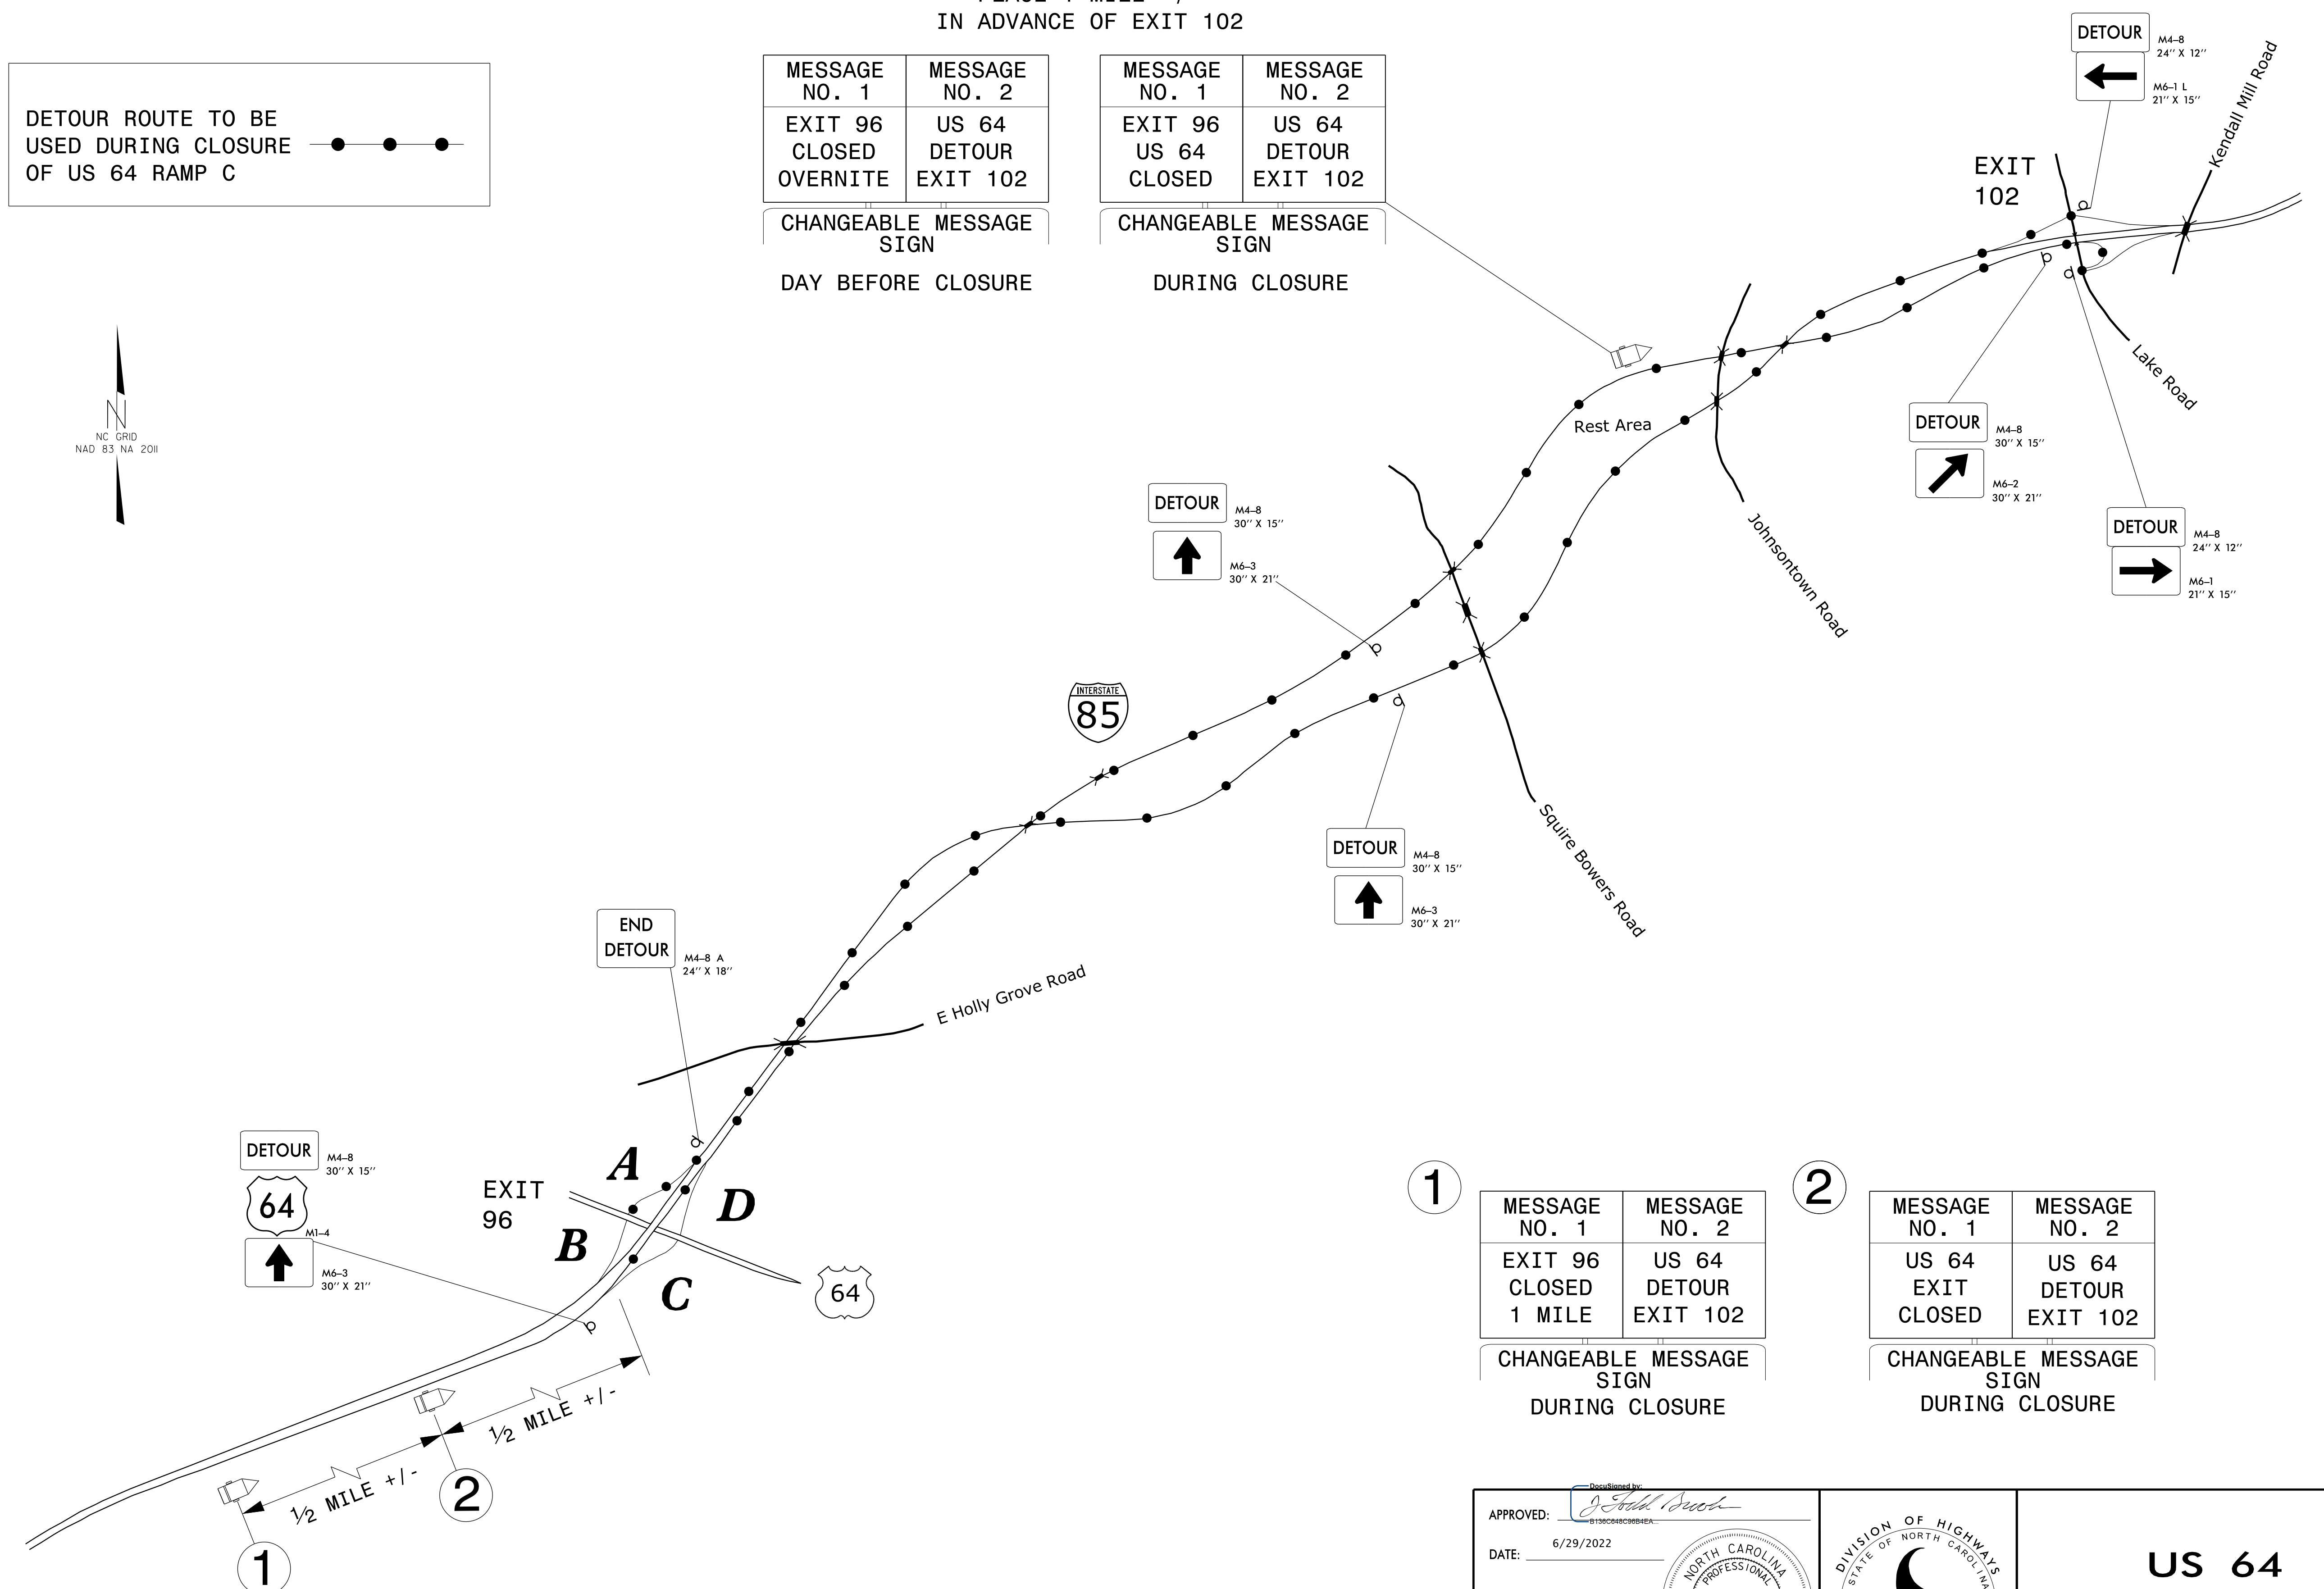 IN ADVANCE OF EXIT 102
DETOUR ROUTE TO BE
USED DURING CLOSURE
OF US 64 RAMP C
MESSAGE NO. 1
MESSAGE NO. 2
EXIT 96
CLOSED
OVERNITE
US 64
DETOUR
EXIT 102
CHANGEABLE MESSAGE
SIGN
DAY BEFORE CLOSURE
MESSAGE NO. 1
MESSAGE NO. 2
EXIT 96
US 64
CLOSED
US 64
DETOUR
EXIT 102
CHANGEABLE MESSAGE
SIGN
DURING CLOSURE
DETOUR
M4-8
24'' X 12''
M6-1 L
21'' X 15''
Kendall Mill Road
EXIT
102
Lake Road
N
NC GRID
NAD 83 NA 2011
Rest Area
DETOUR
M4-8
30'' X 15''
M6-2
30'' X 21''
DETOUR
M4-8
24'' X 12''
M6-1
21'' X 15''
Johnsontown Road
DETOUR
M4-8
30'' X 15''
M6-3
30'' X 21''
INTERSTATE
85
Squire Bowers Road
DETOUR
M4-8
30'' X 15''
M6-3
30'' X 21''
END
DETOUR
M4-8 A
24'' X 18''
E Holly Grove Road
DETOUR
M4-8
30'' X 15''
64
M1-4
M6-3
30'' X 21''
EXIT
96
A
B
C
D
64
1/2 MILE +/-
1/2 MILE +/-
1
2
1
MESSAGE NO. 1
MESSAGE NO. 2
EXIT 96
CLOSED
1 MILE
US 64
DETOUR
EXIT 102
CHANGEABLE MESSAGE
SIGN
DURING CLOSURE
2
MESSAGE NO. 1
MESSAGE NO. 2
US 64
EXIT
CLOSED
US 64
DETOUR
EXIT 102
CHANGEABLE MESSAGE
SIGN
DURING CLOSURE
DocuSigned by:
APPROVED:
DATE: 6/29/2022
NORTH CAROLINA
PROFESSIONAL
DIVISION OF HIGHWAYS
STATE OF NORTH CAROLINA
US 64